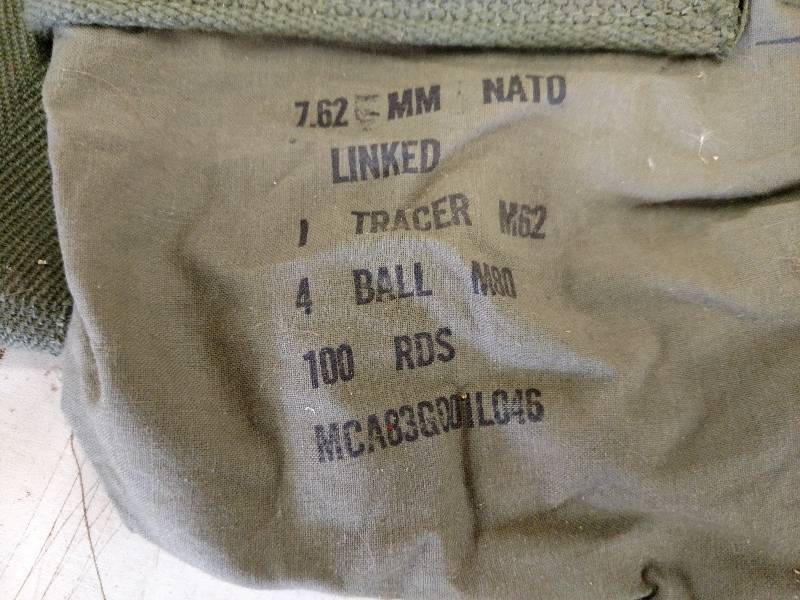 7.62 MM NATO
LINKED
1 TRACER M62
4 BALL M80
100 RDS
MCA83G001L046